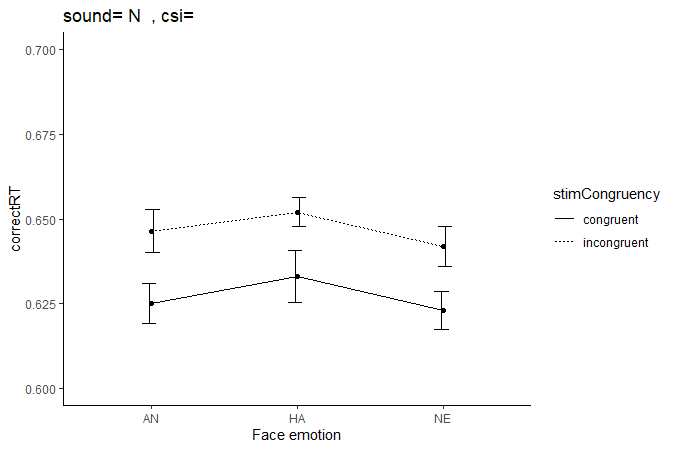 sound= N  , csi=
0.700
0.675
0.650
0.625
0.600
correctRT
AN HA NE
Face emotion
stimCongruency
congruent
incongruent